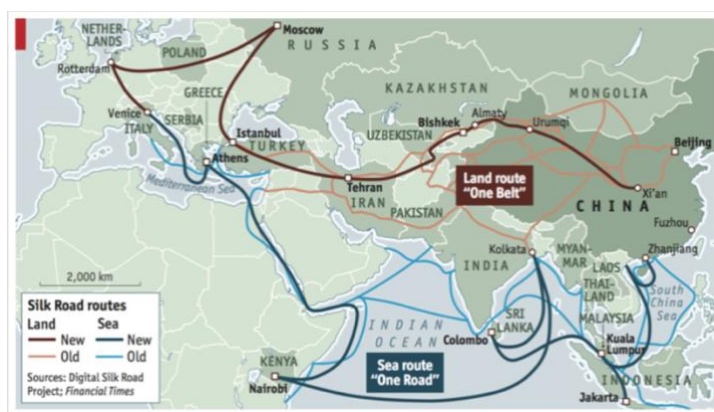 NETHER-
LANDS
Moscow
RUSSIA
POLAND
Rotterdam
KAZAKHSTAN
MONGOLIA
GREECE
Venice
ITALY
SERBIA
Bishkek
Almaty
Urumqi
Istanbul
UZBEKISTAN
TURKEY
Beijing
Athens
Mediterranean Sea
Tehran
IRAN
Land route
"One Belt"
Xi'an
CHINA
PAKISTAN
Fuzhou
Kolkata
MYAN-
MAR
Zhanjiang
INDIA
LAOS
2,000 km
THAI-
LAND
South
China
Sea
Silk Road routes
Land
Sea
New
New
Old
Old
SRI
LANKA
MALAYSIA
INDIAN
OCEAN
Colombo
Kuala
Lumpur
Sources: Digital Silk Road
Project; Financial Times
KENYA
Nairobi
Sea route
"One Road"
INDONESIA
Jakarta